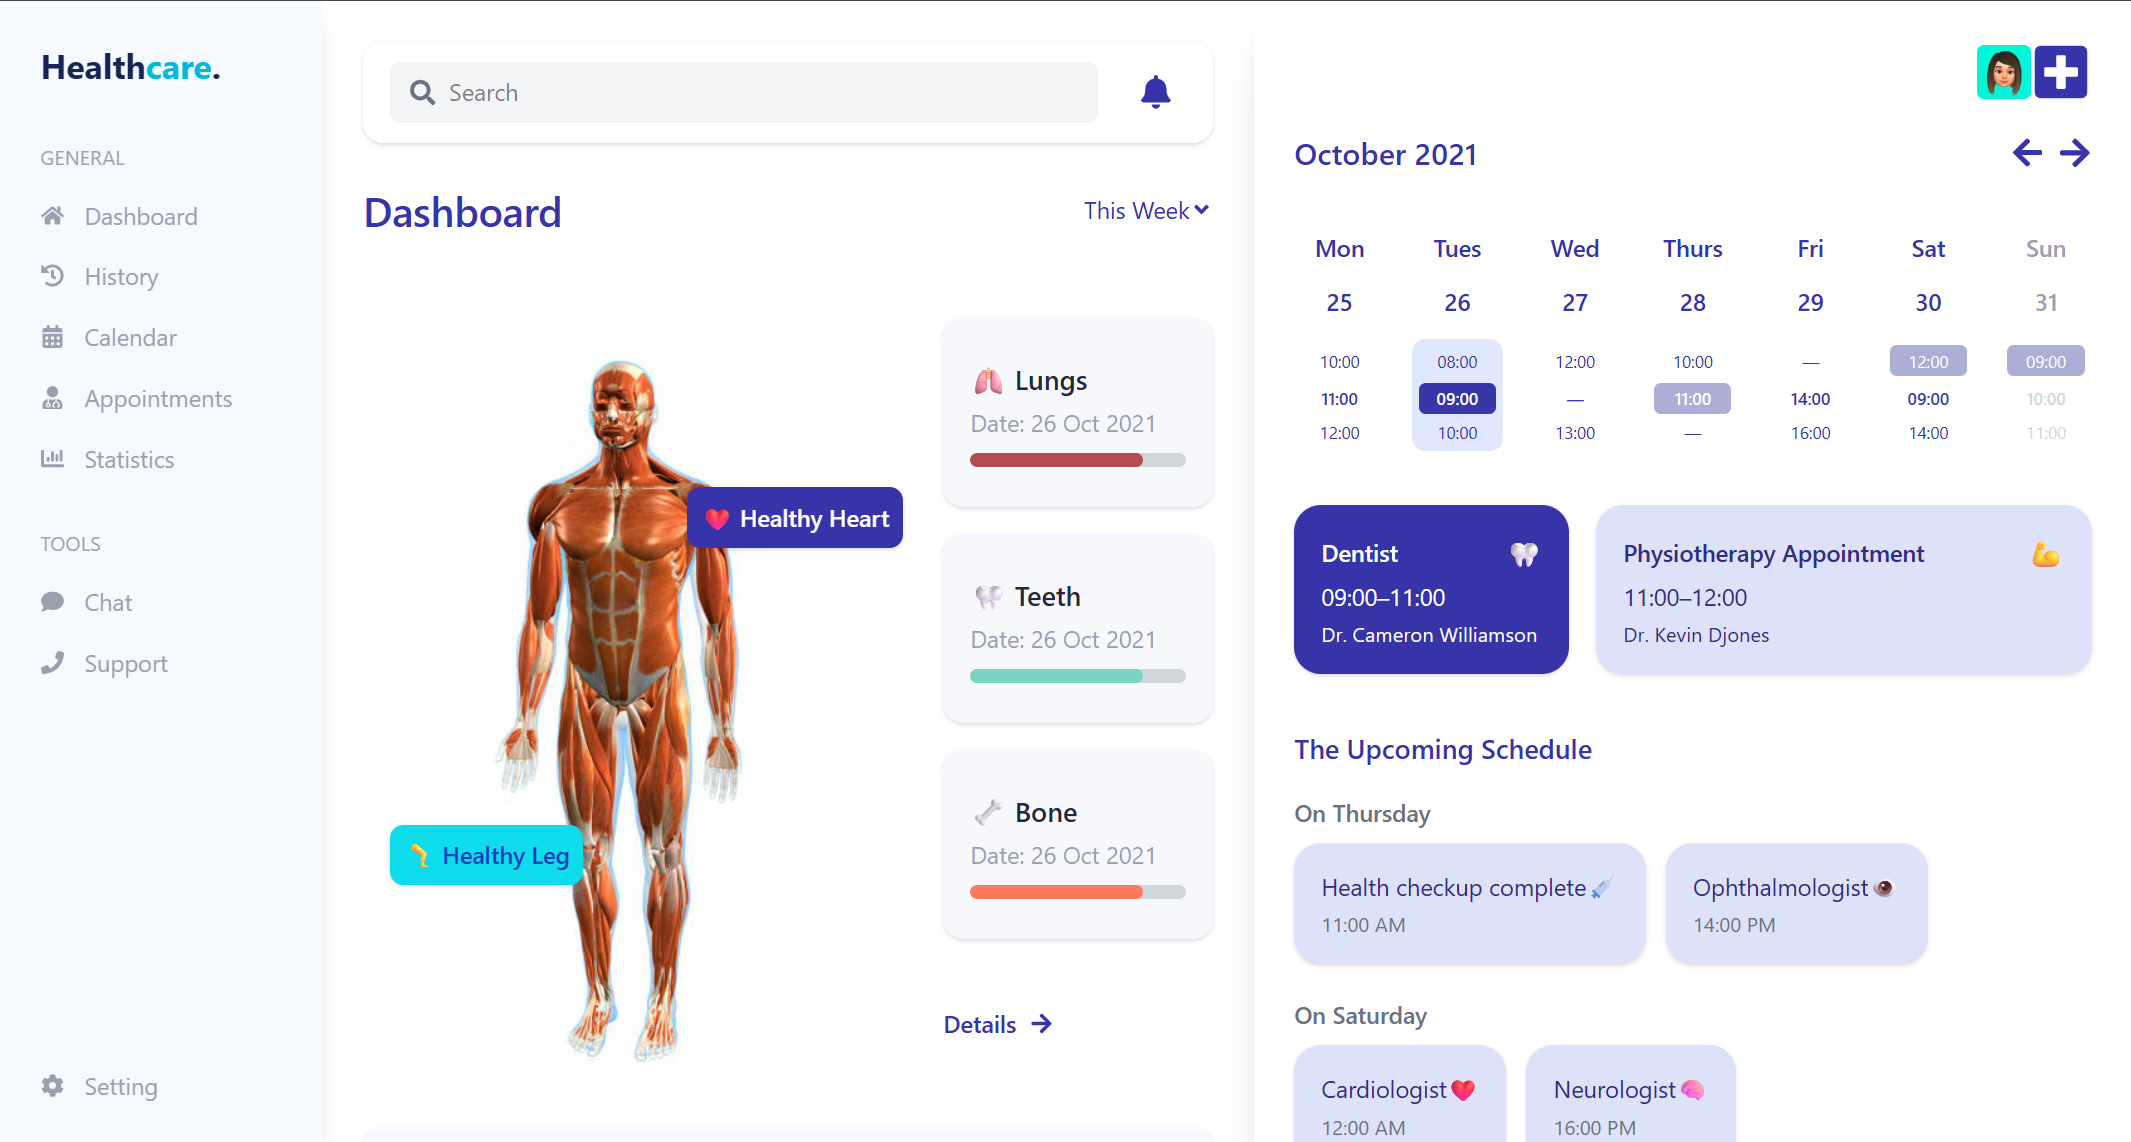 Healthcare.
GENERAL
Dashboard
History
Calendar
Appointments
Statistics
TOOLS
Chat
Support
Setting
Search
Dashboard
This Week
Healthy Heart
Healthy Leg
Lungs
Date: 26 Oct 2021
Teeth
Date: 26 Oct 2021
Bone
Date: 26 Oct 2021
Details
October 2021
Mon Tues Wed Thurs Fri Sat Sun
25 26 27 28 29 30 31
10:00 08:00 12:00 10:00 — 12:00 09:00
11:00 09:00 — 11:00 14:00 09:00 10:00
12:00 10:00 13:00 — 16:00 14:00 11:00
Dentist
09:00–11:00
Dr. Cameron Williamson
Physiotherapy Appointment
11:00–12:00
Dr. Kevin Djones
The Upcoming Schedule
On Thursday
Health checkup complete
11:00 AM
Ophthalmologist
14:00 PM
On Saturday
Cardiologist
12:00 AM
Neurologist
16:00 PM